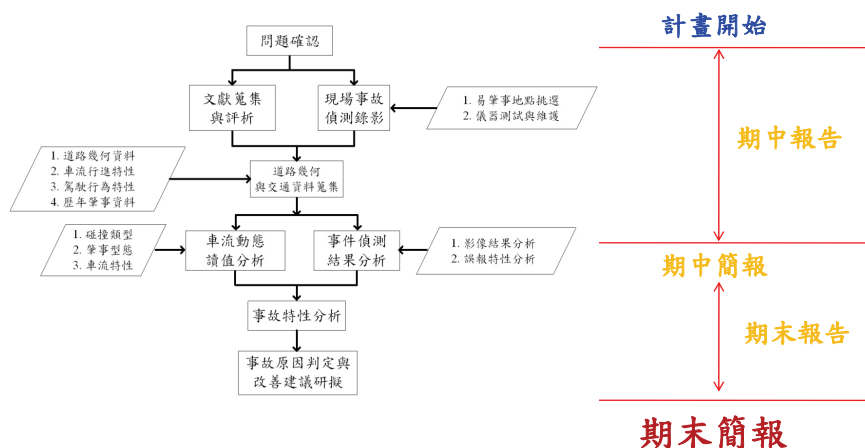 問題確認
文獻蒐集
與評析
現場事故
偵測錄影
1. 易肇事地點挑選
2. 儀器測試與維護
1. 道路幾何資料
2. 車流行進特性
3. 駕駛行為特性
4. 歷年肇事資料
道路幾何
與交通資料蒐集
1. 碰撞類型
2. 肇事型態
3. 車流特性
車流動態
讀值分析
事件偵測
結果分析
1. 影像結果分析
2. 誤報特性分析
事故特性分析
事故原因判定與
改善建議研擬
計畫開始
期中報告
期中簡報
期末報告
期末簡報